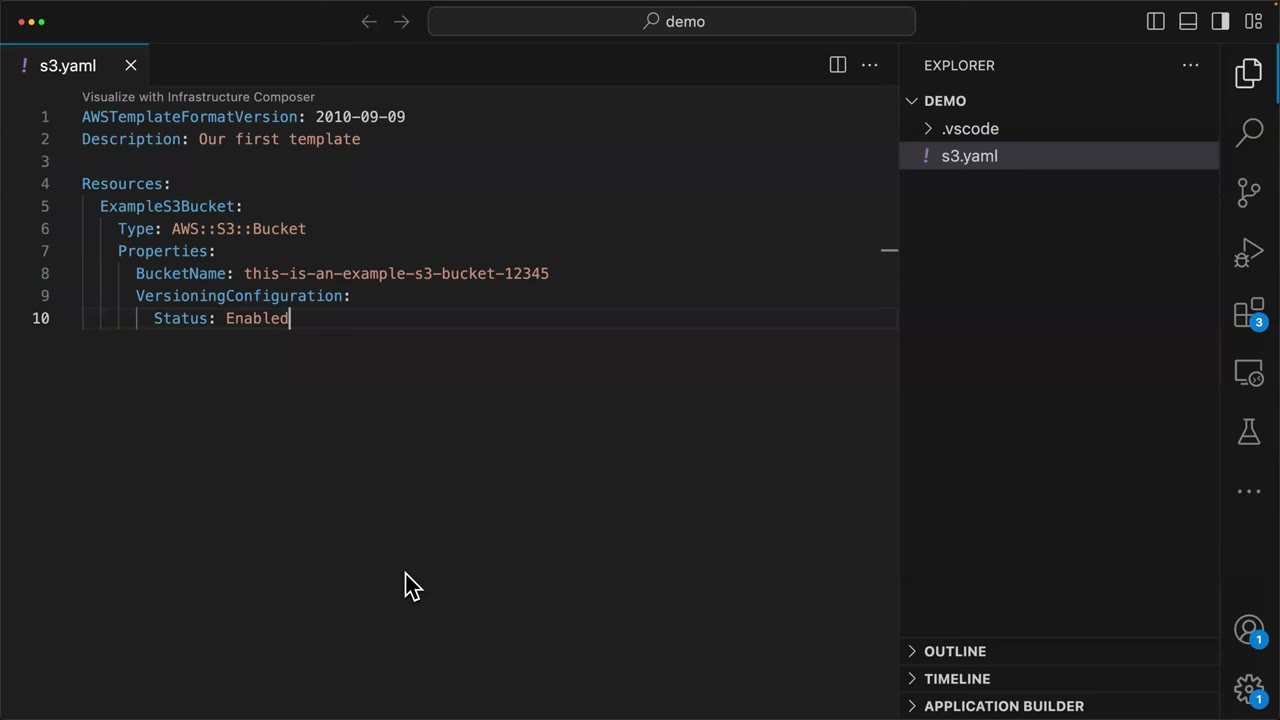 demo
s3.yaml
EXPLORER
Visualize with Infrastructure Composer
1 AWSTemplateFormatVersion: 2010-09-09
2 Description: Our first template
3
4 Resources:
5 ExampleS3Bucket:
6 Type: AWS::S3::Bucket
7 Properties:
8 BucketName: this-is-an-example-s3-bucket-12345
9 VersioningConfiguration:
10 Status: Enabled
DEMO
.vscode
! s3.yaml
OUTLINE
TIMELINE
APPLICATION BUILDER
3
1
1